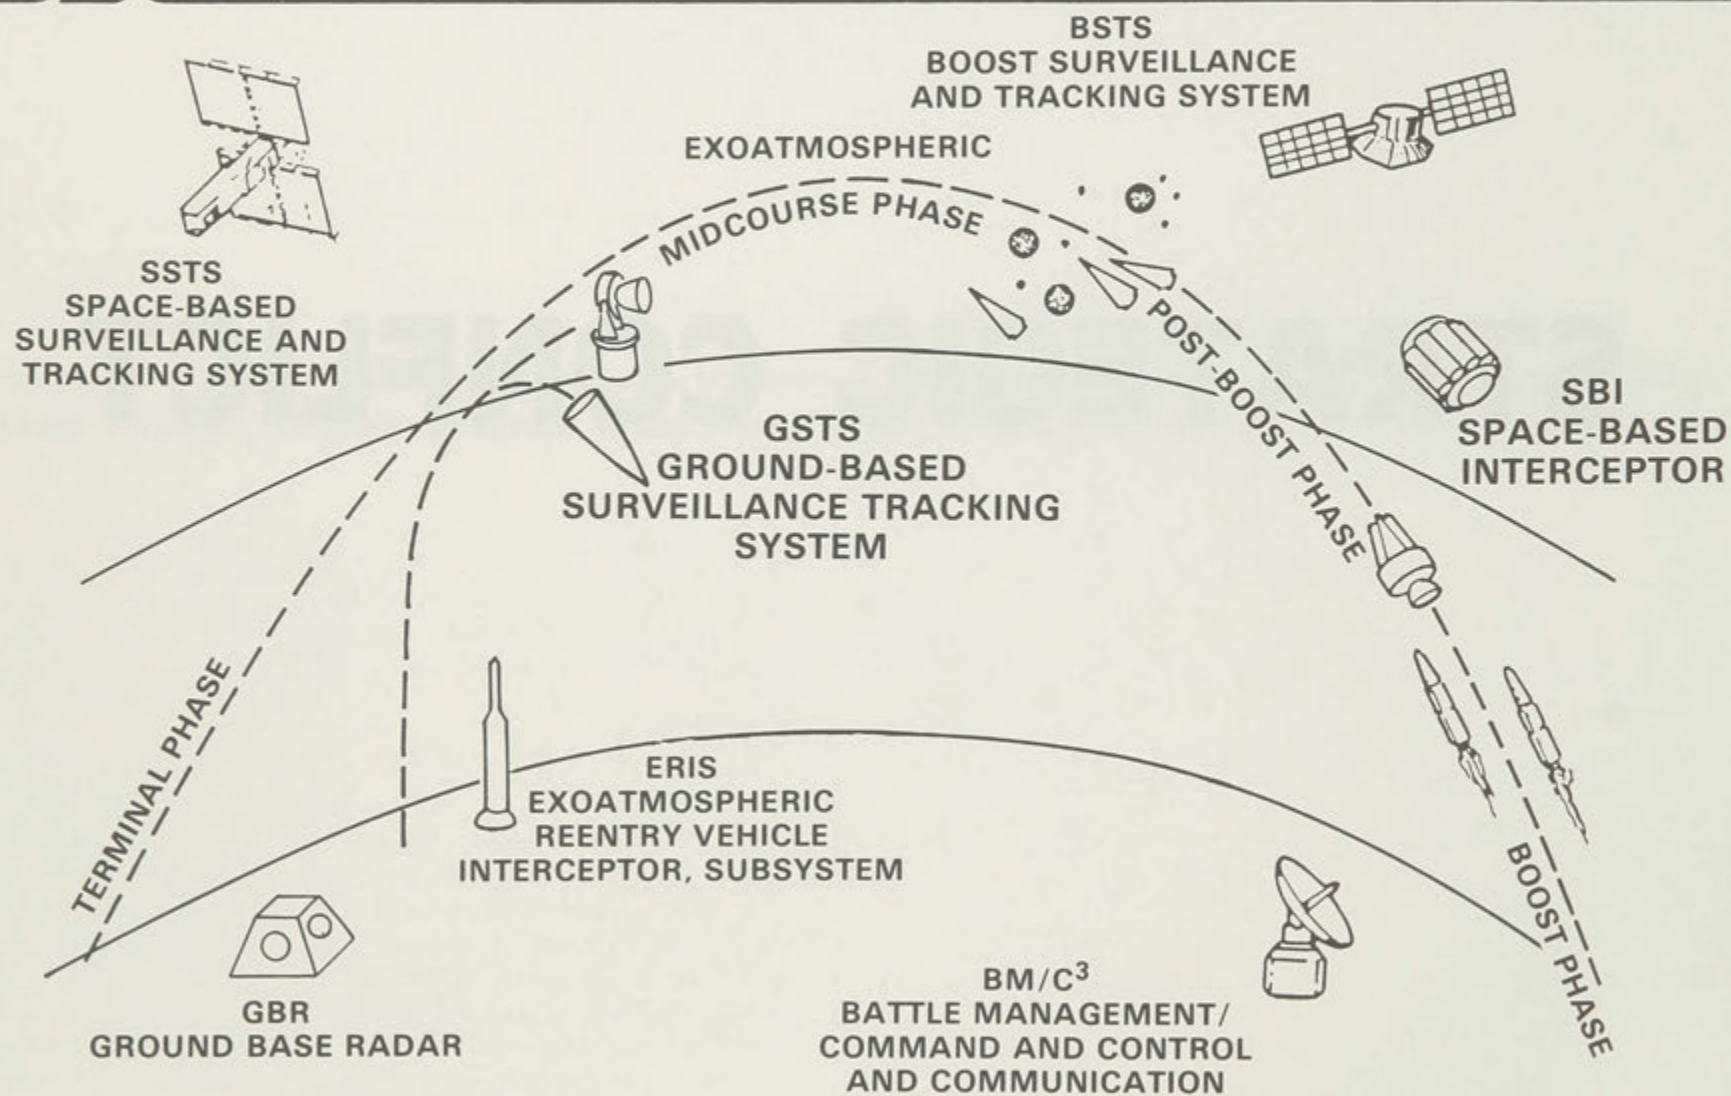 BSTS
BOOST SURVEILLANCE
AND TRACKING SYSTEM
EXOATMOSPHERIC
MIDCOURSE PHASE
SSTS
SPACE-BASED
SURVEILLANCE AND
TRACKING SYSTEM
POST-BOOST PHASE
SBI
SPACE-BASED
INTERCEPTOR
GSTS
GROUND-BASED
SURVEILLANCE TRACKING
SYSTEM
TERMINAL PHASE
ERIS
EXOATMOSPHERIC
REENTRY VEHICLE
INTERCEPTOR, SUBSYSTEM
BOOST PHASE
GBR
GROUND BASE RADAR
BM/C³
BATTLE MANAGEMENT/
COMMAND AND CONTROL
AND COMMUNICATION